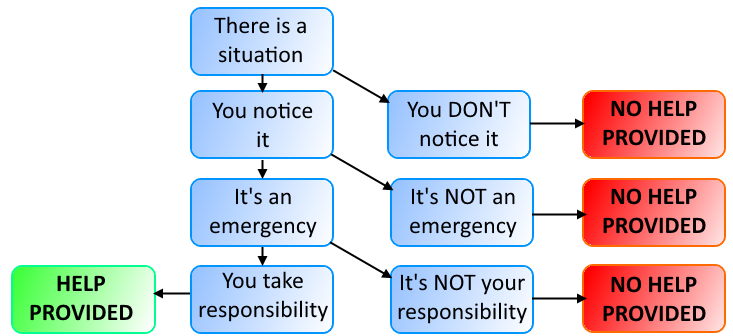 There is a
situation
You notice
it
You DON'T
notice it
NO HELP
PROVIDED
It's an
emergency
It's NOT an
emergency
NO HELP
PROVIDED
HELP
PROVIDED
You take
responsibility
It's NOT your
responsibility
NO HELP
PROVIDED